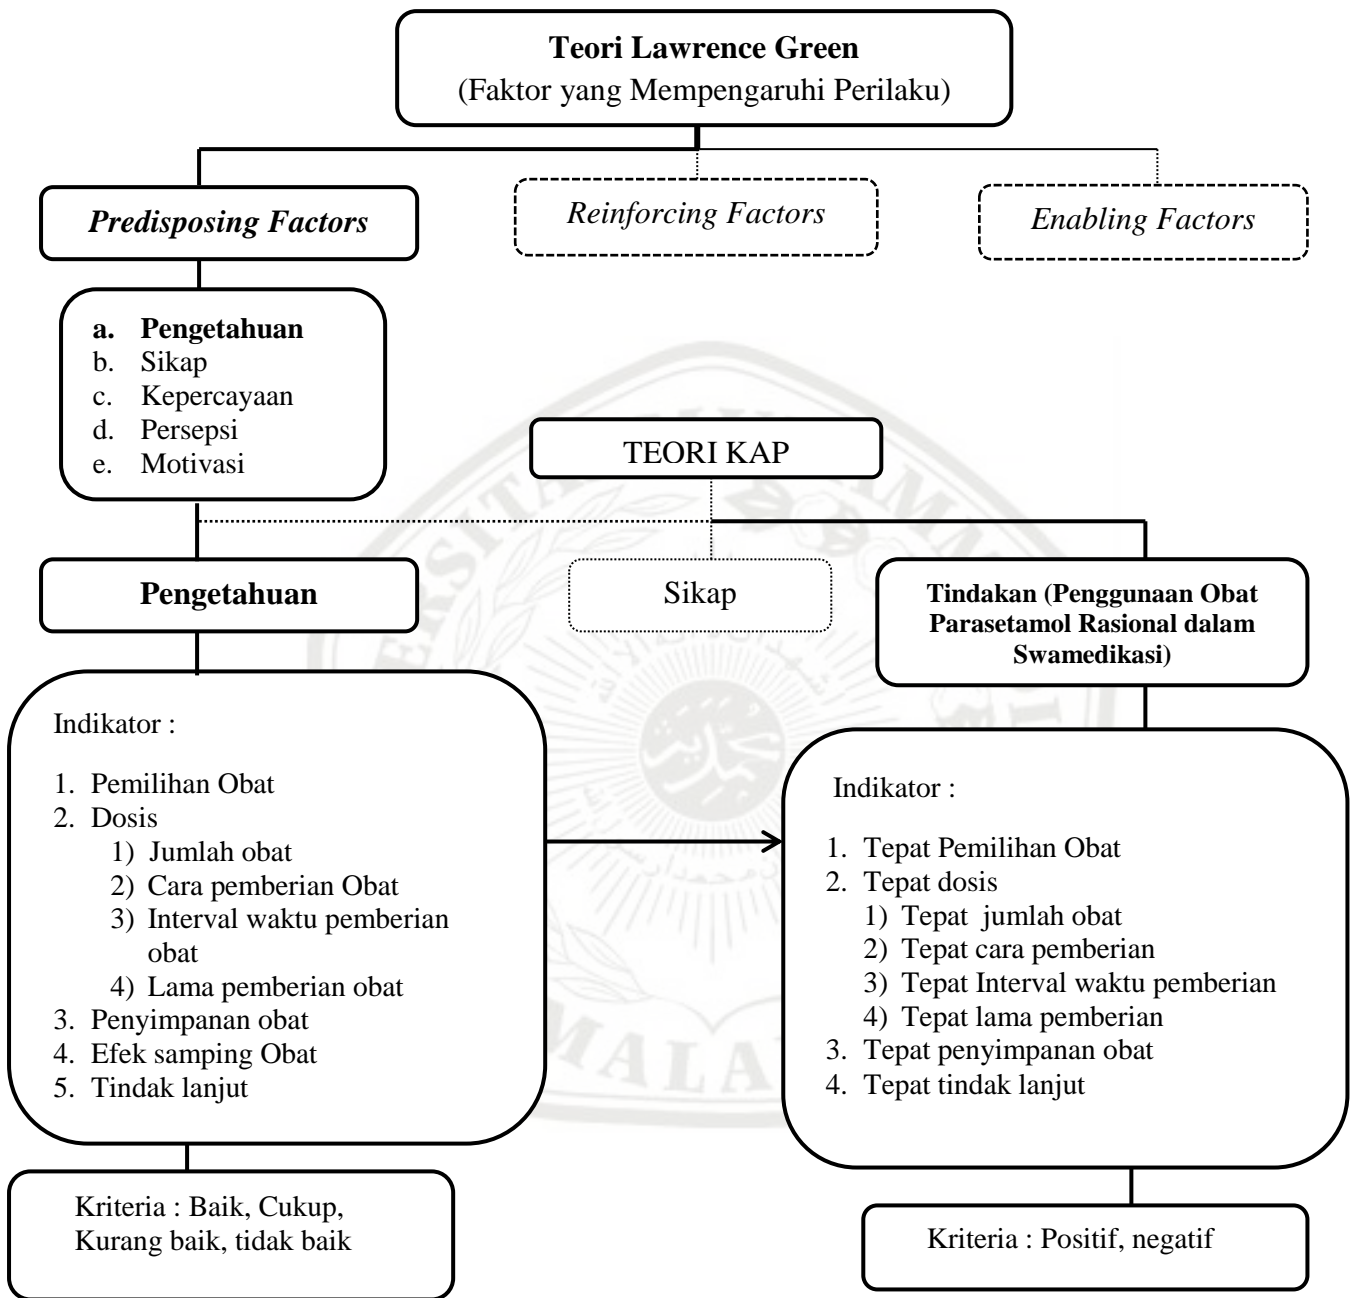 Teori Lawrence Green
(Faktor yang Mempengaruhi Perilaku)
Predisposing Factors
Reinforcing Factors
Enabling Factors
a. Pengetahuan
b. Sikap
c. Kepercayaan
d. Persepsi
e. Motivasi
TEORI KAP
Pengetahuan
Sikap
Tindakan (Penggunaan Obat
Parasetamol Rasional dalam
Swamedikasi)
Indikator :
1. Pemilihan Obat
2. Dosis
1) Jumlah obat
2) Cara pemberian Obat
3) Interval waktu pemberian
obat
4) Lama pemberian obat
3. Penyimpanan obat
4. Efek samping Obat
5. Tindak lanjut
Indikator :
1. Tepat Pemilihan Obat
2. Tepat dosis
1) Tepat jumlah obat
2) Tepat cara pemberian
3) Tepat Interval waktu pemberian
4) Tepat lama pemberian
3. Tepat penyimpanan obat
4. Tepat tindak lanjut
Kriteria : Baik, Cukup,
Kurang baik, tidak baik
Kriteria : Positif, negatif